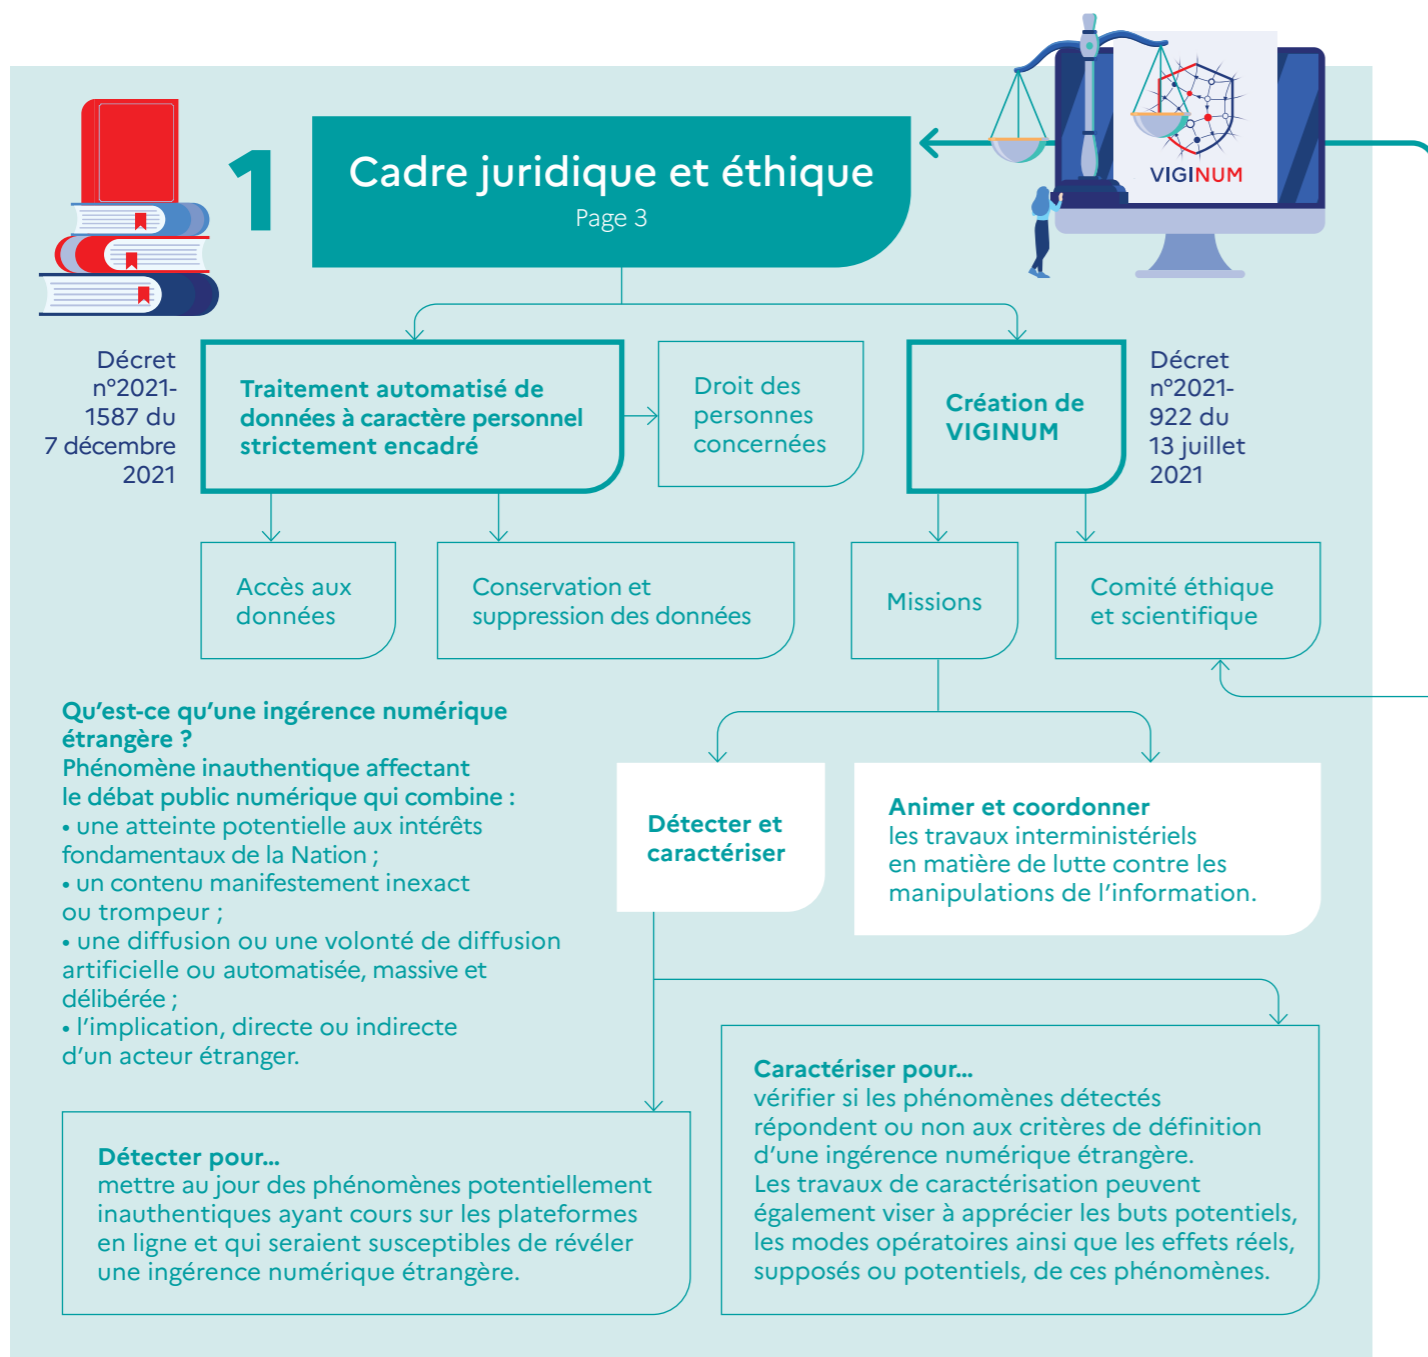 VIGINUM
1
Cadre juridique et éthique
Page 3
Décret
n°2021-
1587 du
7 décembre
2021
Traitement automatisé de
données à caractère personnel
strictement encadré
Droit des
personnes
concernées
Création de
VIGINUM
Décret
n°2021-
922 du
13 juillet
2021
Accès aux
données
Conservation et
suppression des données
Missions
Comité éthique
et scientifique
Qu’est-ce qu’une ingérence numérique
étrangère ?
Phénomène inauthentique affectant
le débat public numérique qui combine :
• une atteinte potentielle aux intérêts
fondamentaux de la Nation ;
• un contenu manifestement inexact
ou trompeur ;
• une diffusion ou une volonté de diffusion
artificielle ou automatisée, massive et
délibérée ;
• l’implication, directe ou indirecte
d’un acteur étranger.
Détecter et
caractériser
Animer et coordonner
les travaux interministériels
en matière de lutte contre les
manipulations de l’information.
Détecter pour…
mettre au jour des phénomènes potentiellement
inauthentiques ayant cours sur les plateformes
en ligne et qui seraient susceptibles de révéler
une ingérence numérique étrangère.
Caractériser pour…
vérifier si les phénomènes détectés
répondent ou non aux critères de définition
d’une ingérence numérique étrangère.
Les travaux de caractérisation peuvent
également viser à apprécier les buts potentiels,
les modes opératoires ainsi que les effets réels,
supposés ou potentiels, de ces phénomènes.